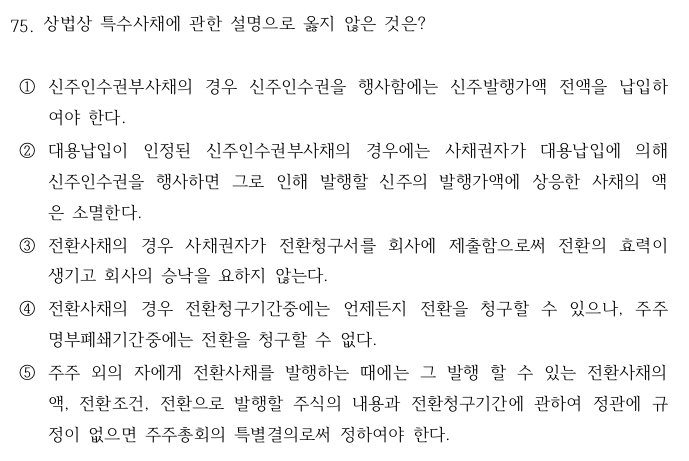 75. 상법상 특수사채에 관한 설명으로 옳지 않은 것은?
① 신주인수권부사채의 경우 신주인수권을 행사함에는 신주발행가액 전액을 납입하
여야 한다.
② 대용납입이 인정된 신주인수권부사채의 경우에는 사채권자가 대용납입에 의해
신주인수권을 행사하면 그로 인해 발행할 신주의 발행가액에 상응한 사채의 액
은 소멸한다.
③ 전환사채의 경우 사채권자가 전환청구서를 회사에 제출함으로써 전환의 효력이
생기고 회사의 승낙을 요하지 않는다.
④ 전환사채의 경우 전환청구기간중에는 언제든지 전환을 청구할 수 있으나, 주주
명부폐쇄기간중에는 전환을 청구할 수 없다.
⑤ 주주 외의 자에게 전환사채를 발행하는 때에는 그 발행 할 수 있는 전환사채의
액, 전환조건, 전환으로 발행할 주식의 내용과 전환청구기간에 관하여 정관에 규
정이 없으면 주주총회의 특별결의로써 정하여야 한다.